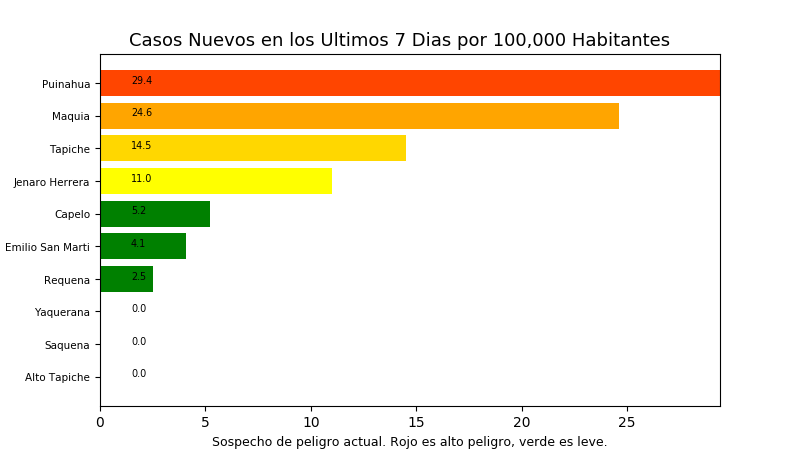 Casos Nuevos en los Ultimos 7 Dias por 100,000 Habitantes
Puinahua 29.4
Maquia 24.6
Tapiche 14.5
Jenaro Herrera 11.0
Capelo 5.2
Emilio San Marti 4.1
Requena 2.5
Yaquerana 0.0
Saquena 0.0
Alto Tapiche 0.0
0 5 10 15 20 25
Sospecho de peligro actual. Rojo es alto peligro, verde es leve.